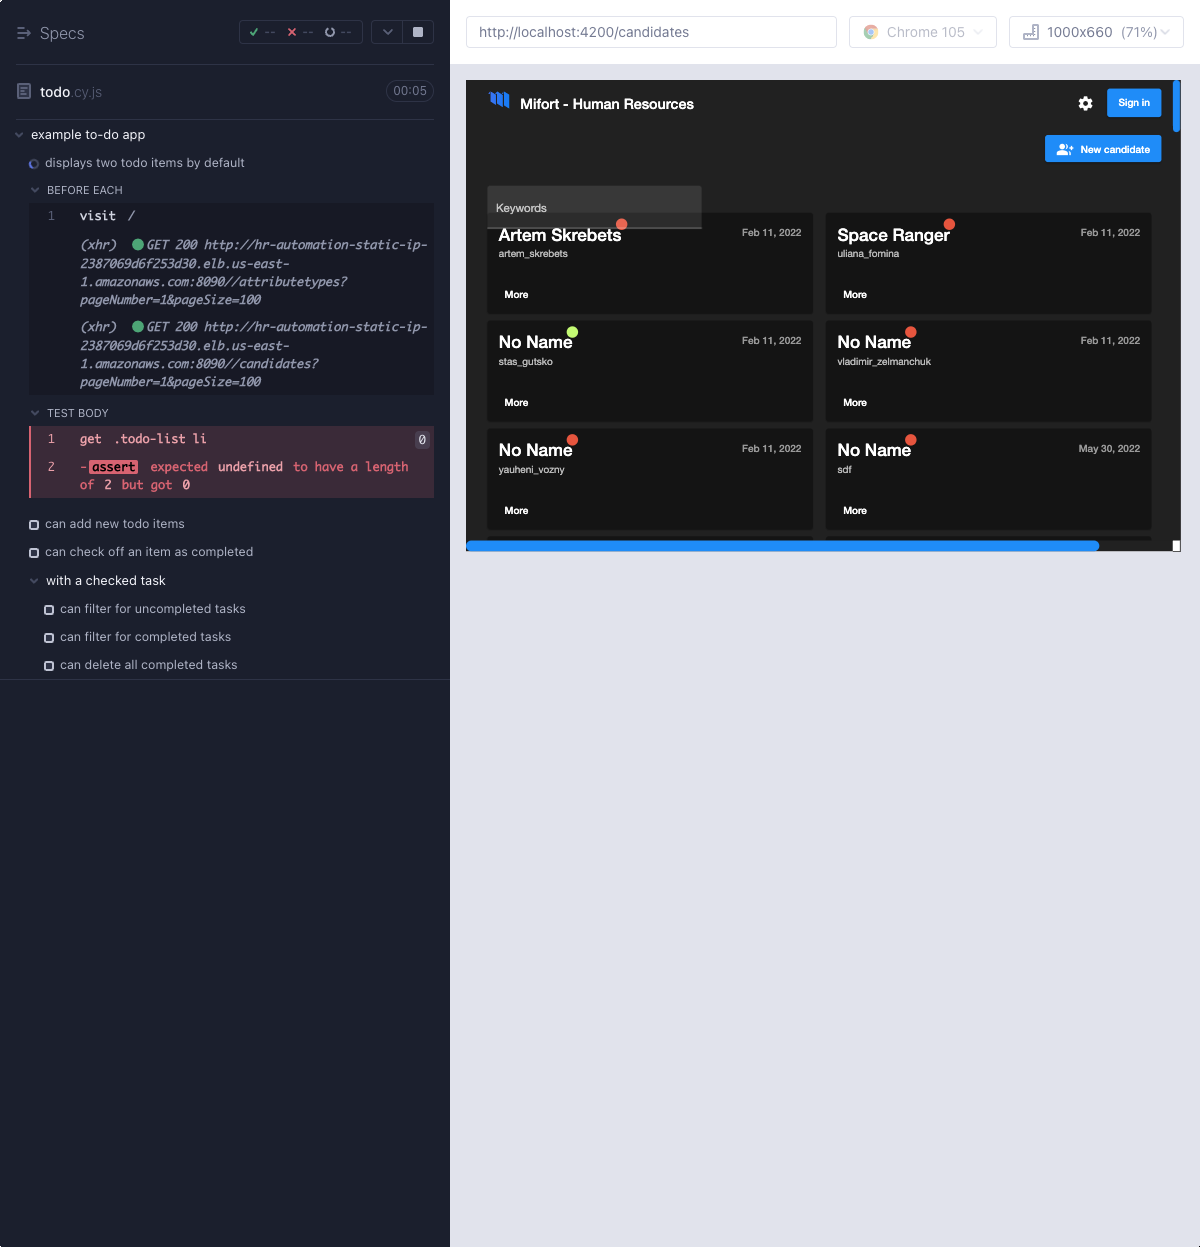 Specs
-- -- --
todo.cy.js
00:05
example to-do app
displays two todo items by default
BEFORE EACH
1 visit /
(xhr) GET 200 http://hr-automation-static-ip-
2387069d6f253d30.elb.us-east-
1.amazonaws.com:8090//attributetypes?
pageNumber=1&pageSize=100
(xhr) GET 200 http://hr-automation-static-ip-
2387069d6f253d30.elb.us-east-
1.amazonaws.com:8090//candidates?
pageNumber=1&pageSize=100
TEST BODY
1 get .todo-list li 0
2 -assert expected undefined to have a length
of 2 but got 0
can add new todo items
can check off an item as completed
with a checked task
can filter for uncompleted tasks
can filter for completed tasks
can delete all completed tasks
http://localhost:4200/candidates
Chrome 105
1000x660 (71%)
Mifort - Human Resources
Sign in
New candidate
Keywords
Artem Skrebets
Feb 11, 2022
artem_skrebets
More
Space Ranger
Feb 11, 2022
uliana_fomina
More
No Name
Feb 11, 2022
stas_gutsko
More
No Name
Feb 11, 2022
vladimir_zelmanchuk
More
No Name
Feb 11, 2022
yauheni_vozny
More
No Name
May 30, 2022
sdf
More